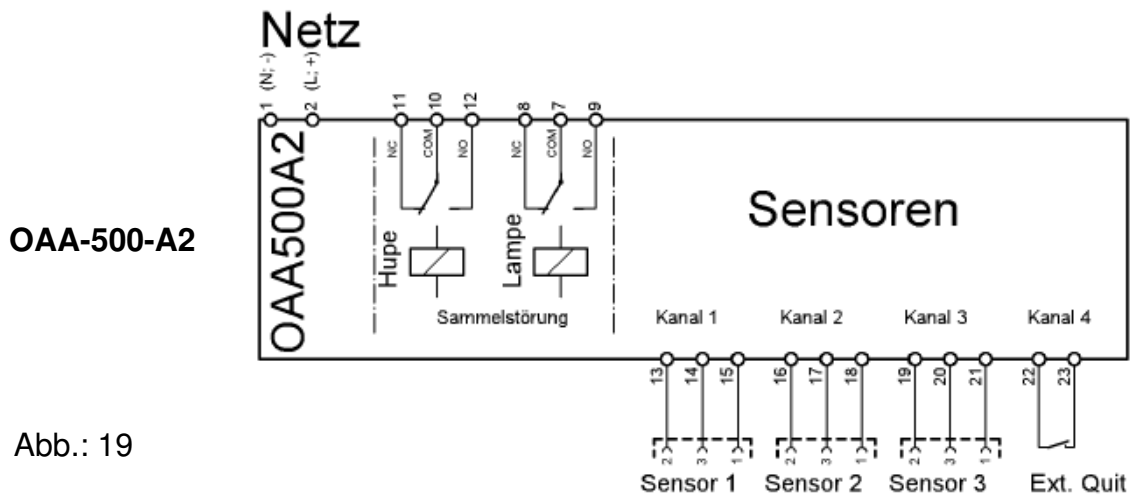 Netz
1 (N; -)
2 (L; +)
11
10
12
8
7
9
NC
COM
NO
NC
COM
NO
OAA500A2
OAA-500-A2
Hupe
Lampe
Sammelstörung
Sensoren
Kanal 1
Kanal 2
Kanal 3
Kanal 4
13
14
15
16
17
18
19
20
21
22
23
2
3
1
2
3
1
2
3
1
Sensor 1
Sensor 2
Sensor 3
Ext. Quit
Abb.: 19